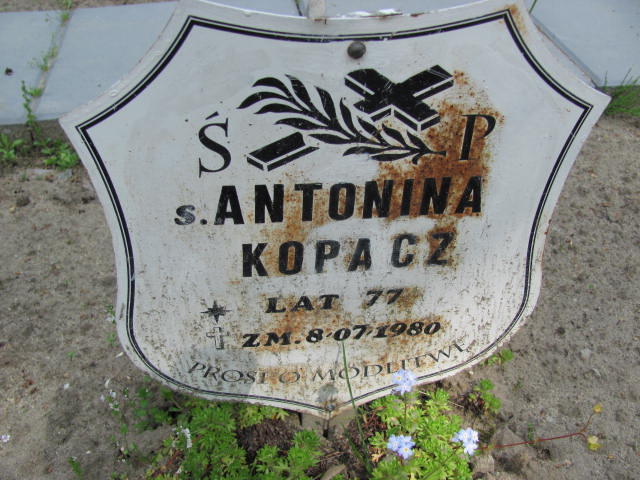 Ś P
s. ANTONINA
KOPACZ
LAT 77
ZM. 8.07.1980
PROSI O MODLITWĘ